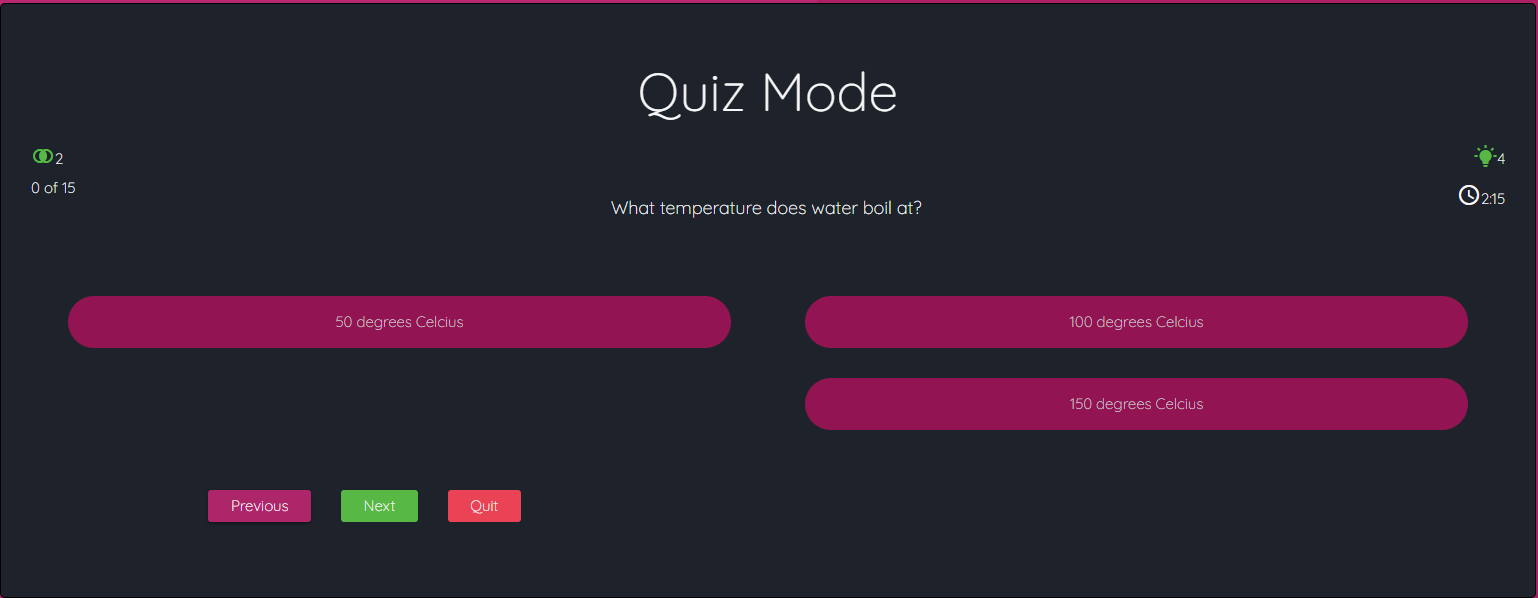 Quiz Mode
2
4
0 of 15
2:15
What temperature does water boil at?
50 degrees Celcius
100 degrees Celcius
150 degrees Celcius
Previous
Next
Quit